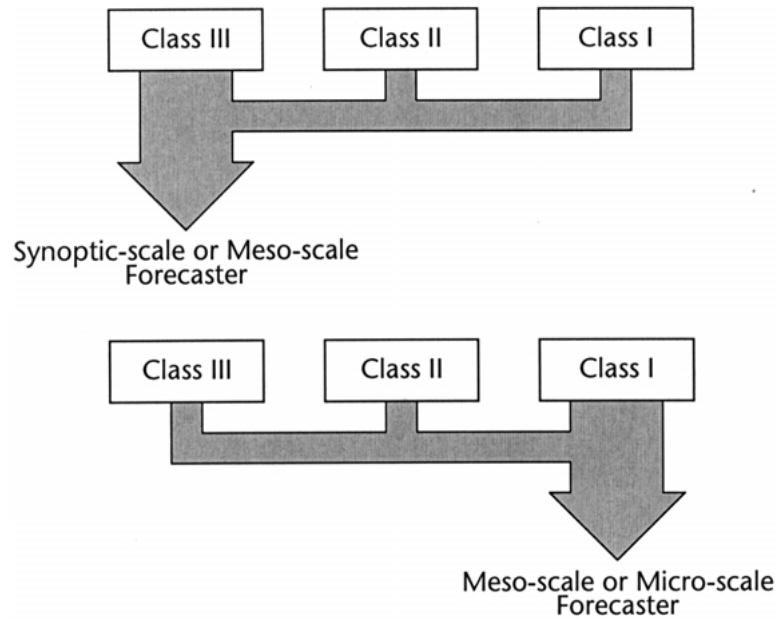 Class III
Class II
Class I
Synoptic-scale or Meso-scale
Forecaster
Class III
Class II
Class I
Meso-scale or Micro-scale
Forecaster